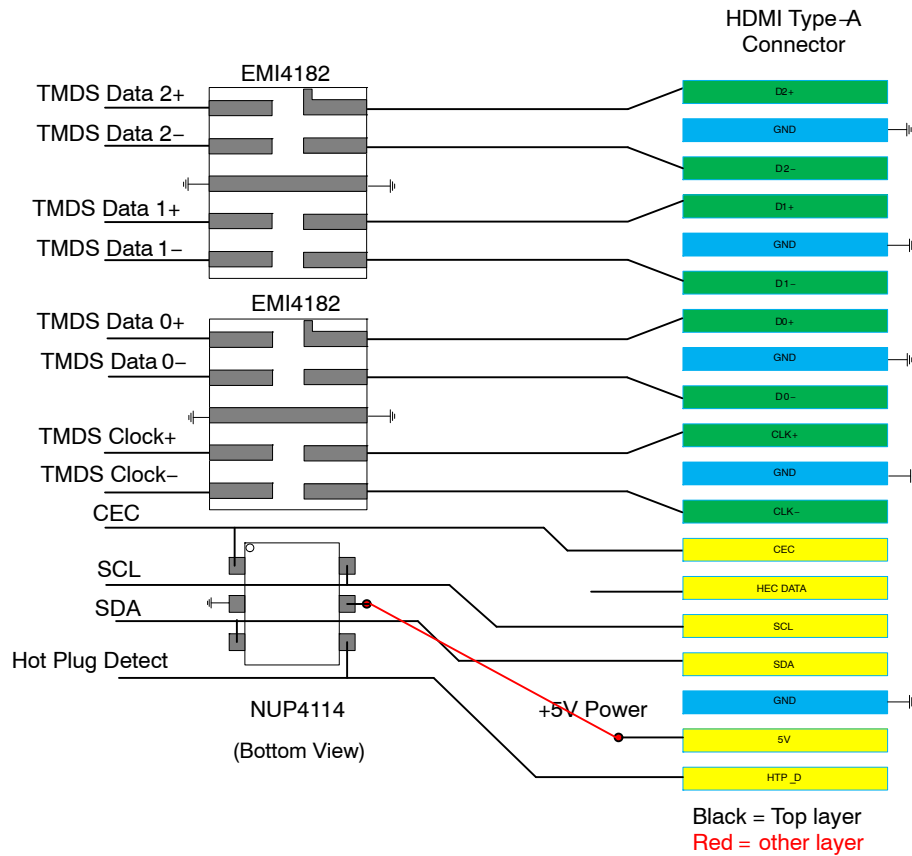 HDMI Type-A
Connector
EMI4182
TMDS Data 2+
TMDS Data 2-
TMDS Data 1+
TMDS Data 1-
EMI4182
TMDS Data 0+
TMDS Data 0-
TMDS Clock+
TMDS Clock-
CEC
SCL
SDA
Hot Plug Detect
NUP4114
(Bottom View)
+5V Power
D2+
GND
D2-
D1+
GND
D1-
D0+
GND
D0-
CLK+
GND
CLK-
CEC
HEC DATA
SCL
SDA
GND
5V
HTP_D
Black = Top layer
Red = other layer